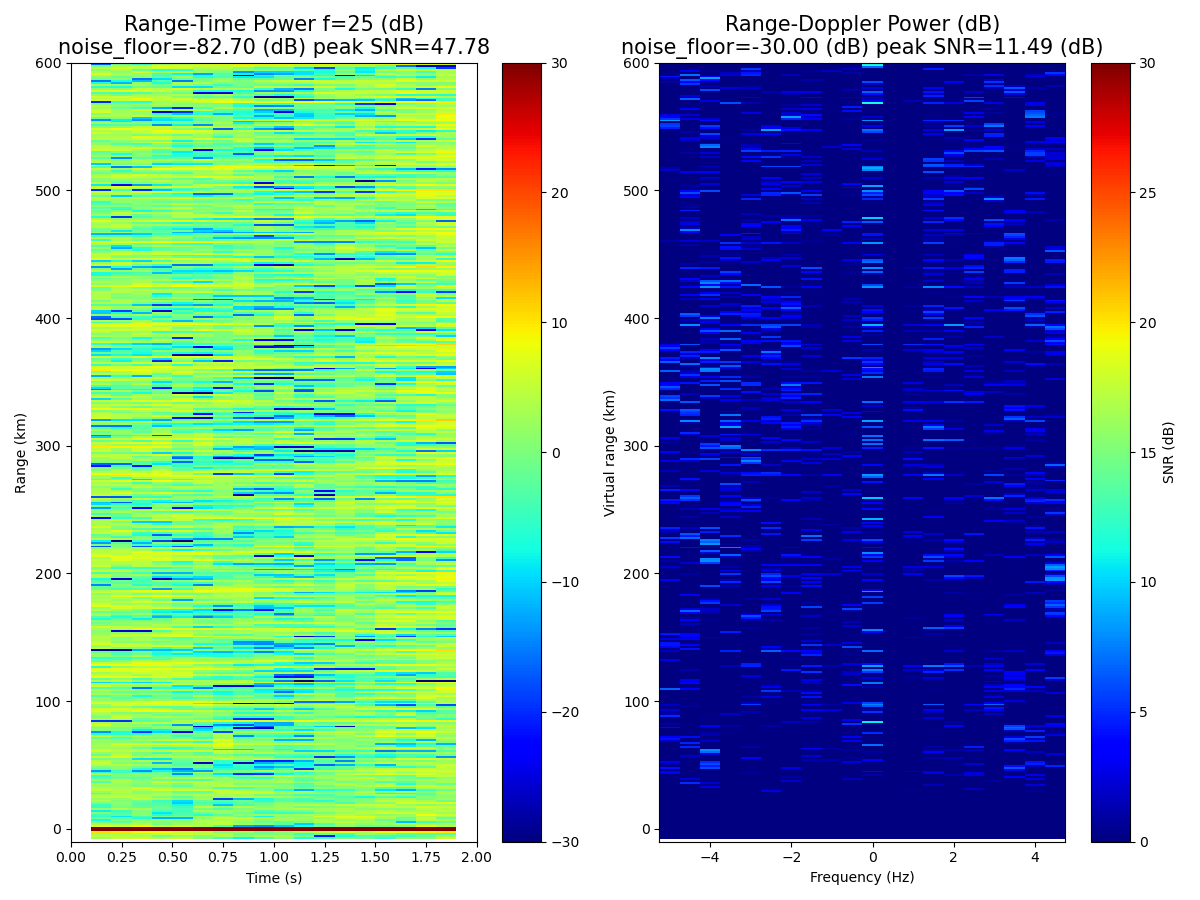 Range-Time Power f=25 (dB)
noise_floor=-82.70 (dB) peak SNR=47.78
600
500
400
300
200
100
0
Range (km)
0.00 0.25 0.50 0.75 1.00 1.25 1.50 1.75 2.00
Time (s)
30
20
10
0
−10
−20
−30
Range-Doppler Power (dB)
noise_floor=-30.00 (dB) peak SNR=11.49 (dB)
600
500
400
300
200
100
0
Virtual range (km)
−4 −2 0 2 4
Frequency (Hz)
30
25
20
15
10
5
0
SNR (dB)